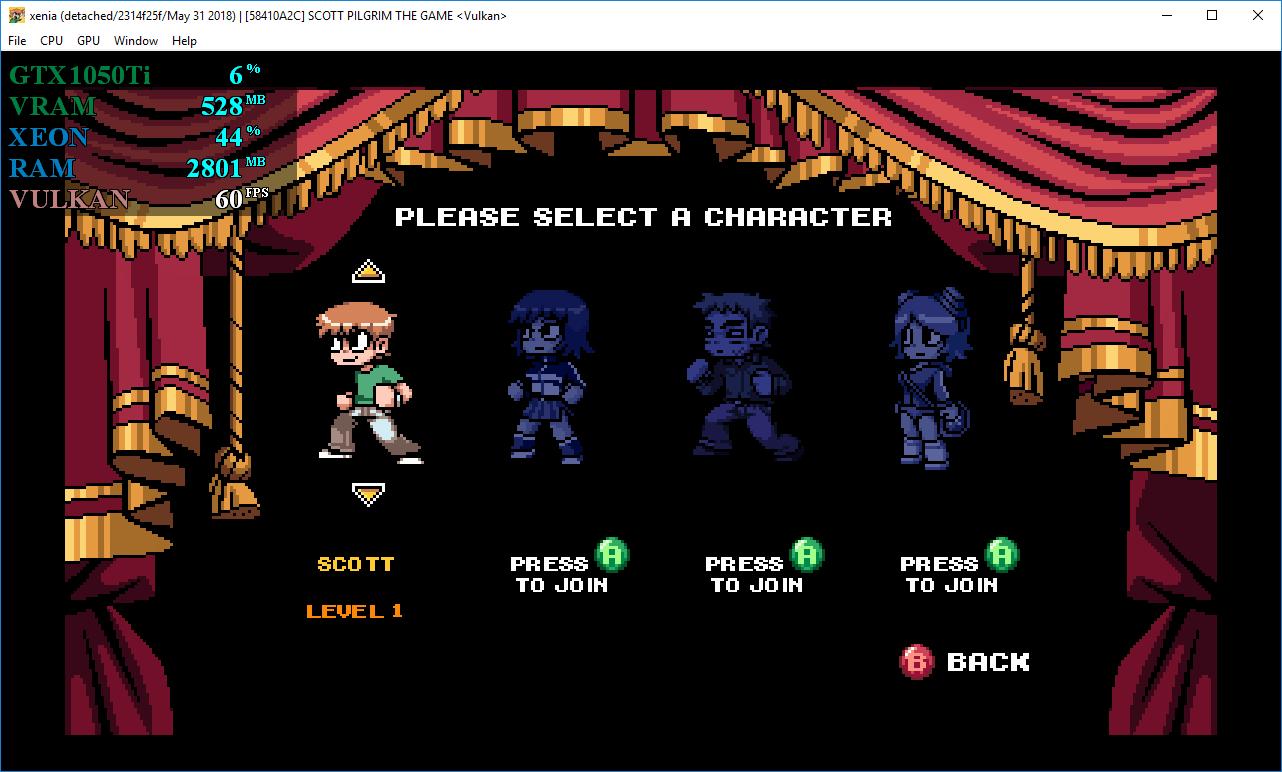 xenia (detached/2314f25f/May 31 2018) | [58410A2C] SCOTT PILGRIM THE GAME <Vulkan>
File CPU GPU Window Help
GTX1050Ti 6 %
VRAM 528 MB
XEON 44 %
RAM 2801 MB
VULKAN 60 FPS
PLEASE SELECT A CHARACTER
SCOTT
LEVEL 1
PRESS A
TO JOIN
PRESS A
TO JOIN
PRESS A
TO JOIN
B BACK